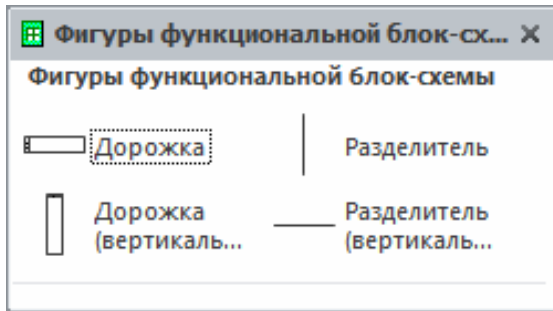 Фигуры функциональной блок-сх...
Фигуры функциональной блок-схемы
Дорожка
Разделитель
Дорожка
(вертикаль...
Разделитель
(вертикаль...